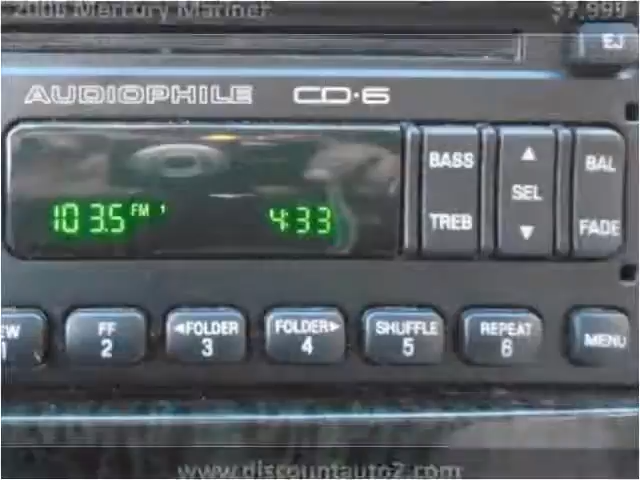 2006 Mercury Mariner $7,999
EJ
AUDIOPHILE CD·6
BASS ▲ BAL
SEL
TREB ▼ FADE
103.5 FM 1 4:33
FF ◄FOLDER FOLDER► SHUFFLE REPEAT
2 3 4 5 6 MENU
www.discountauto2.com